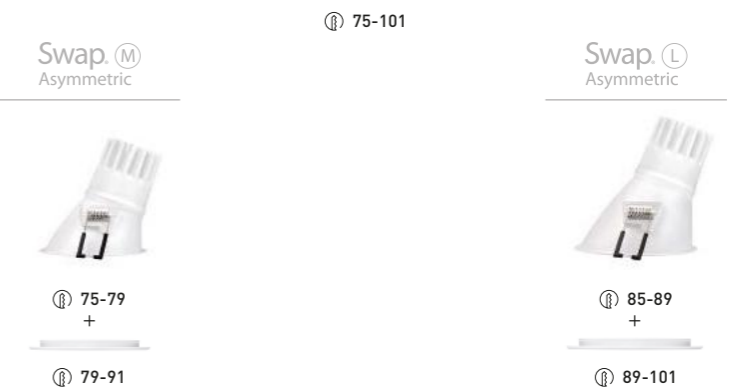 75-101
Swap. M
Asymmetric
Swap. L
Asymmetric
75-79
+
79-91
85-89
+
89-101